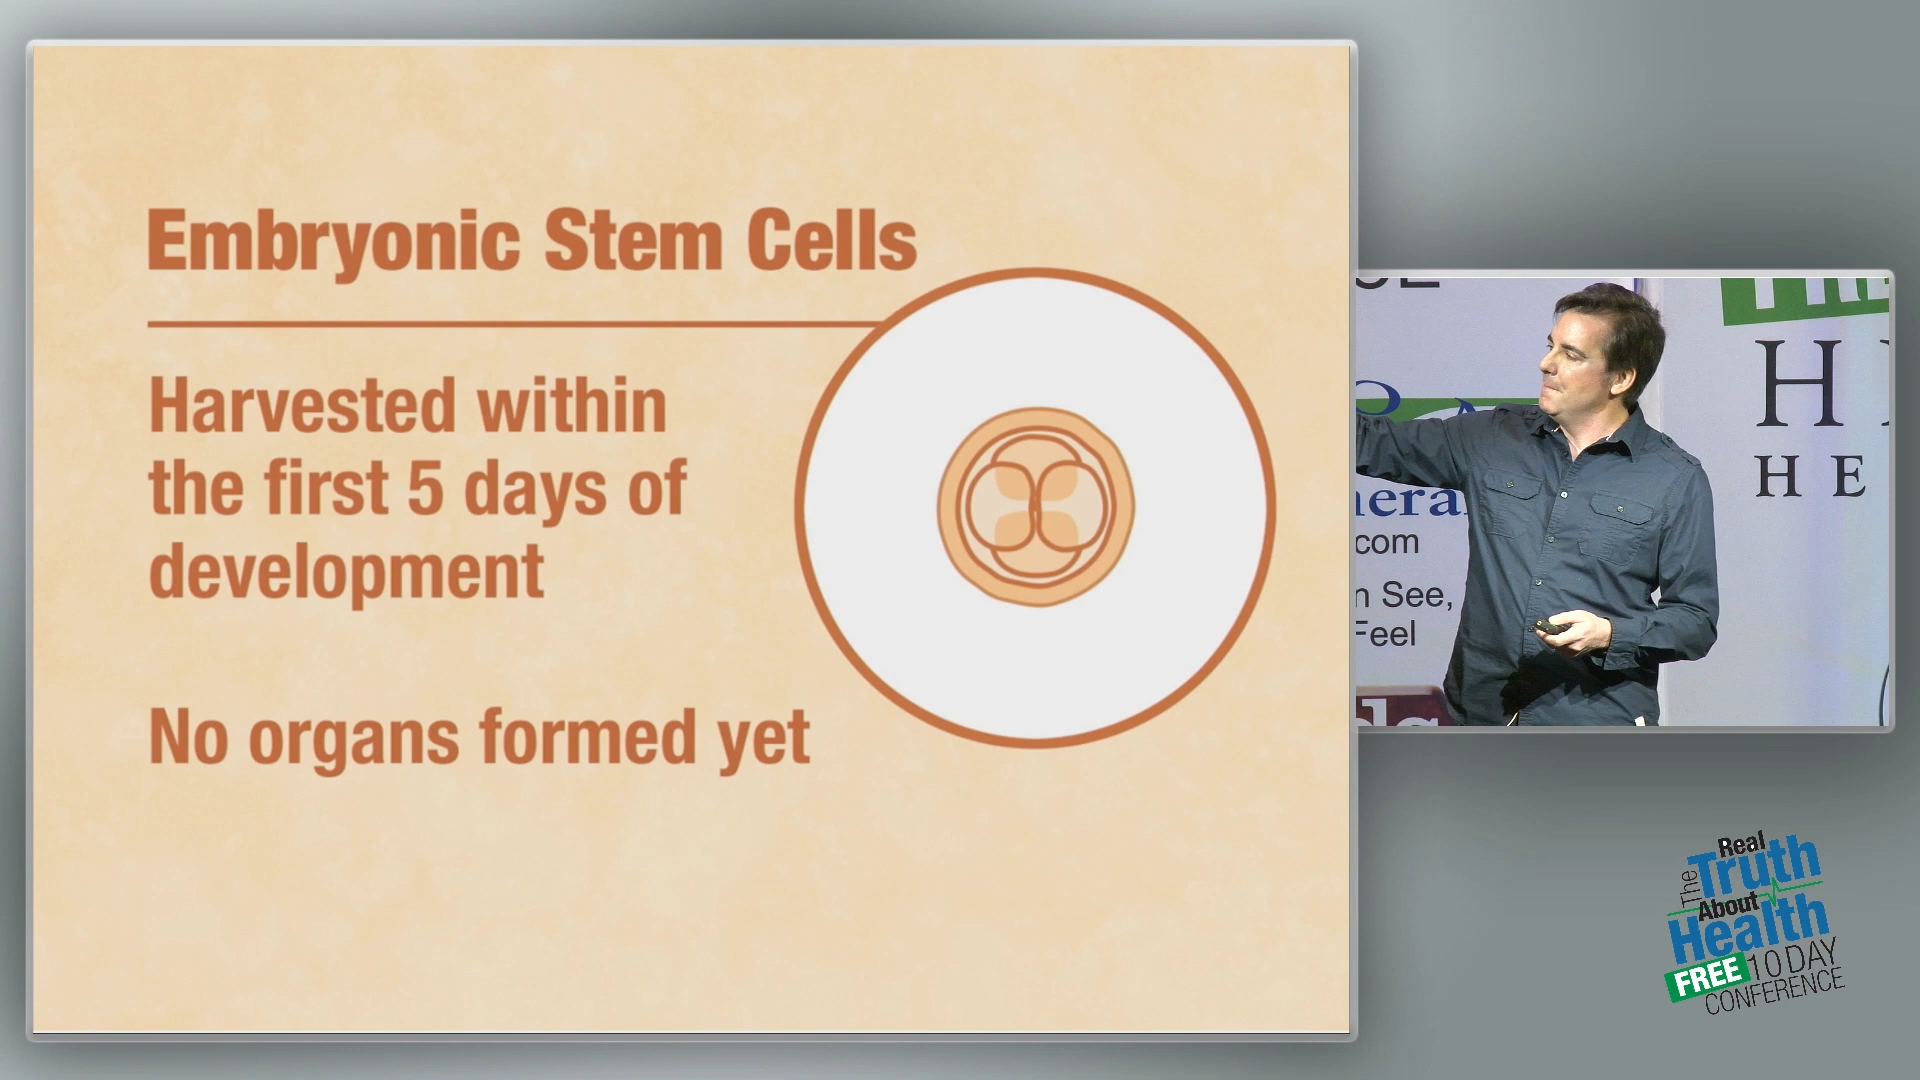 Embryonic Stem Cells
Harvested within
the first 5 days of
development
No organs formed yet
H
H E
com
See,
Feel
The Real
Truth
About
Health
FREE 10 DAY
CONFERENCE